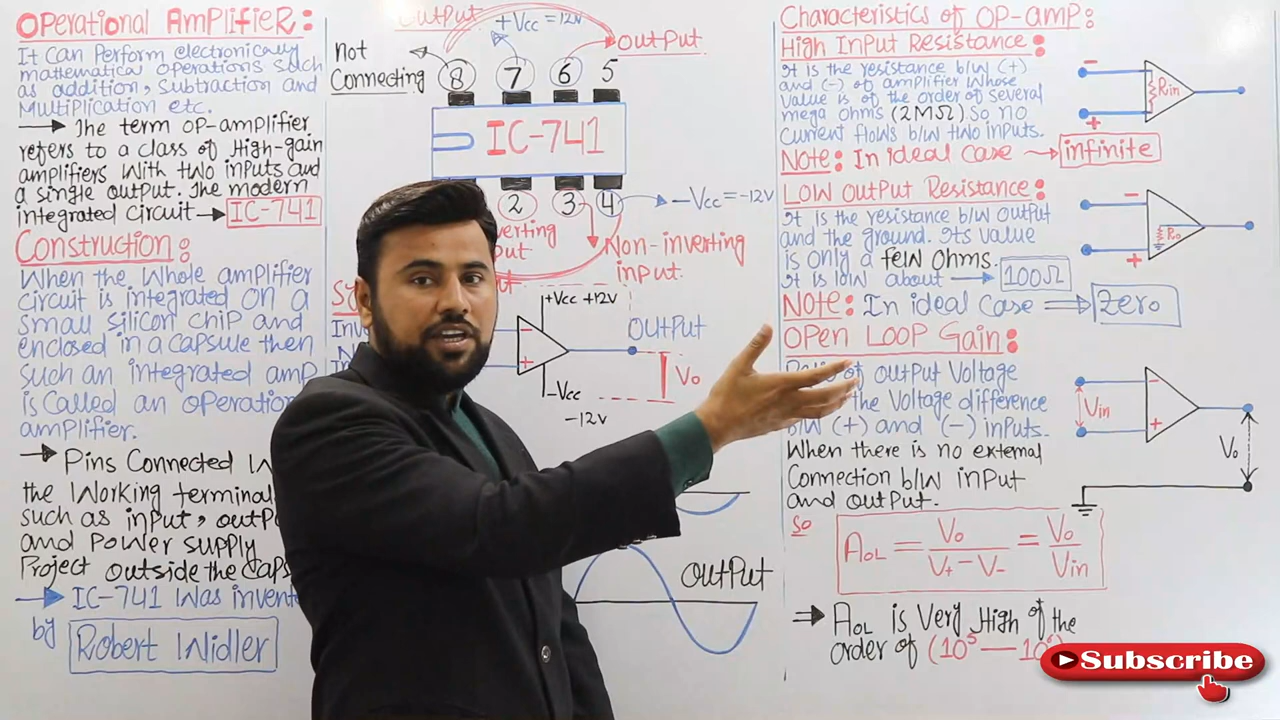 Operational Amplifier:
It Can Perform electronically
mathematical operations such
as addition, Subtraction and
Multiplication etc.
The term op-amplifier
refers to a class of High-gain
amplifiers with two inputs and
a single output. The modern
integrated circuit → IC-741
Construction:
When the Whole amplifier
circuit is integrated on a
small silicon chip and
enclosed in a capsule then
such an integrated amp
is Called an operation
amplifier.
Pins Connected
the Working terminal
such as input, outp
and Power supply
Project outside the Caps
IC-741 Was invent
by Robert Widler
Output
+Vcc = 12V
Output
not
Connecting
8 7 6 5
IC-741
2 3 4
-Vcc = -12V
verting
put
Non-inverting
input.
Sy
Inv
N
+Vcc +12V
Output
-
+
Vo
-Vcc
-12V
Output
Characteristics of OP-amp:
High Input Resistance:
It is the resistance b/w (+)
and (-) of amplifier whose
Value is of the order of several
mega ohms (2MΩ) So no
Current flows b/w two inputs.
Note: In ideal case → infinite
-
Rin
+
Low Output Resistance:
It is the resistance b/w output
and the ground. Its value
is only a few Ohms.
It is low about → 100Ω
Note: In ideal Case ⇒ Zero
-
Ro
+
Open Loop Gain:
of output Voltage
the Voltage difference
b/w (+) and (-) inputs.
When there is no external
Connection b/w input
and output.
Vin
-
+
Vo
So
AOL = Vo / V+ - V- = Vo / Vin
⇒ AOL is Very High of the
order of (10⁵ — 10
Subscribe